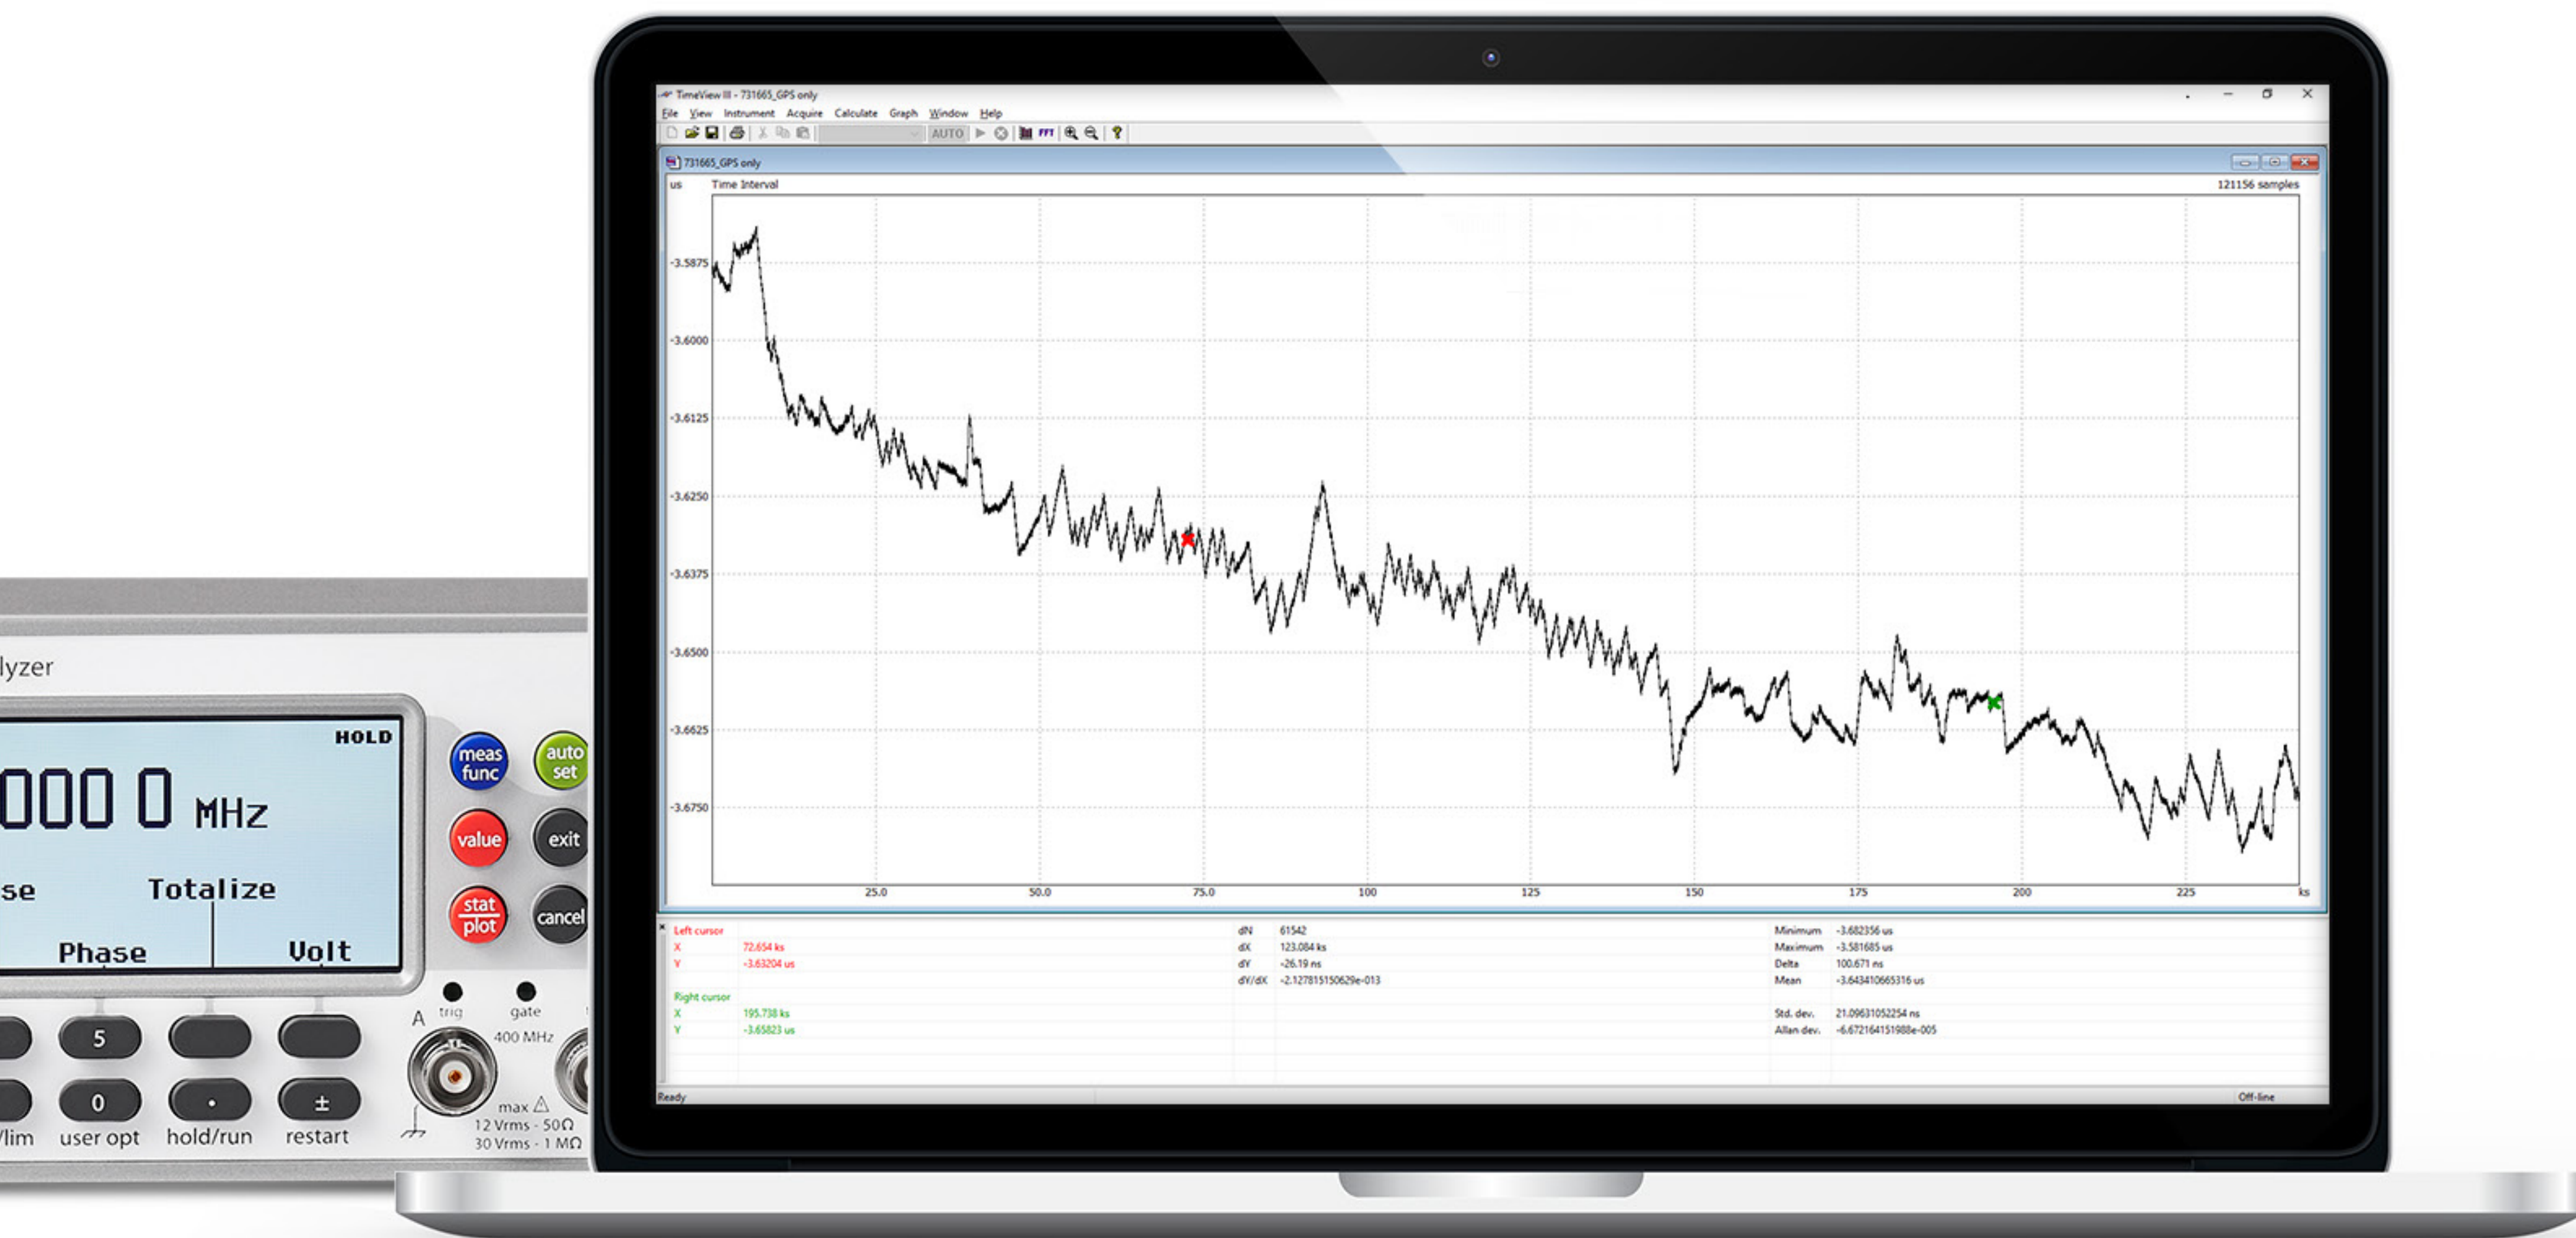 TimeView III - 731665_GPS only
File View Instrument Acquire Calculate Graph Window Help
AUTO FFT ?
731665_GPS only
us Time Interval 121156 samples
-3.5875
-3.6000
-3.6125
-3.6250
-3.6375
-3.6500
-3.6625
-3.6750
25.0 50.0 75.0 100 125 150 175 200 225 ks
Left cursor dN 61542 Minimum -3.682356 us
X 72.654 ks dX 123.084 ks Maximum -3.581685 us
Y -3.63204 us dY -26.19 ns Delta 100.671 ns
dY/dX -2.127815150629e-013 Mean -3.643410665316 us
Right cursor
X 195.738 ks Std. dev. 21.09631052254 ns
Y -3.65823 us Allan dev. -6.672164151988e-005
Ready Off-line
lyzer
HOLD
000 0 MHz
se Totalize
Phase Volt
meas func
auto set
value
exit
stat plot
cancel
A trig gate
400 MHz
5
0 . ±
/lim user opt hold/run restart
max
12 Vrms - 50Ω
30 Vrms - 1 MΩ